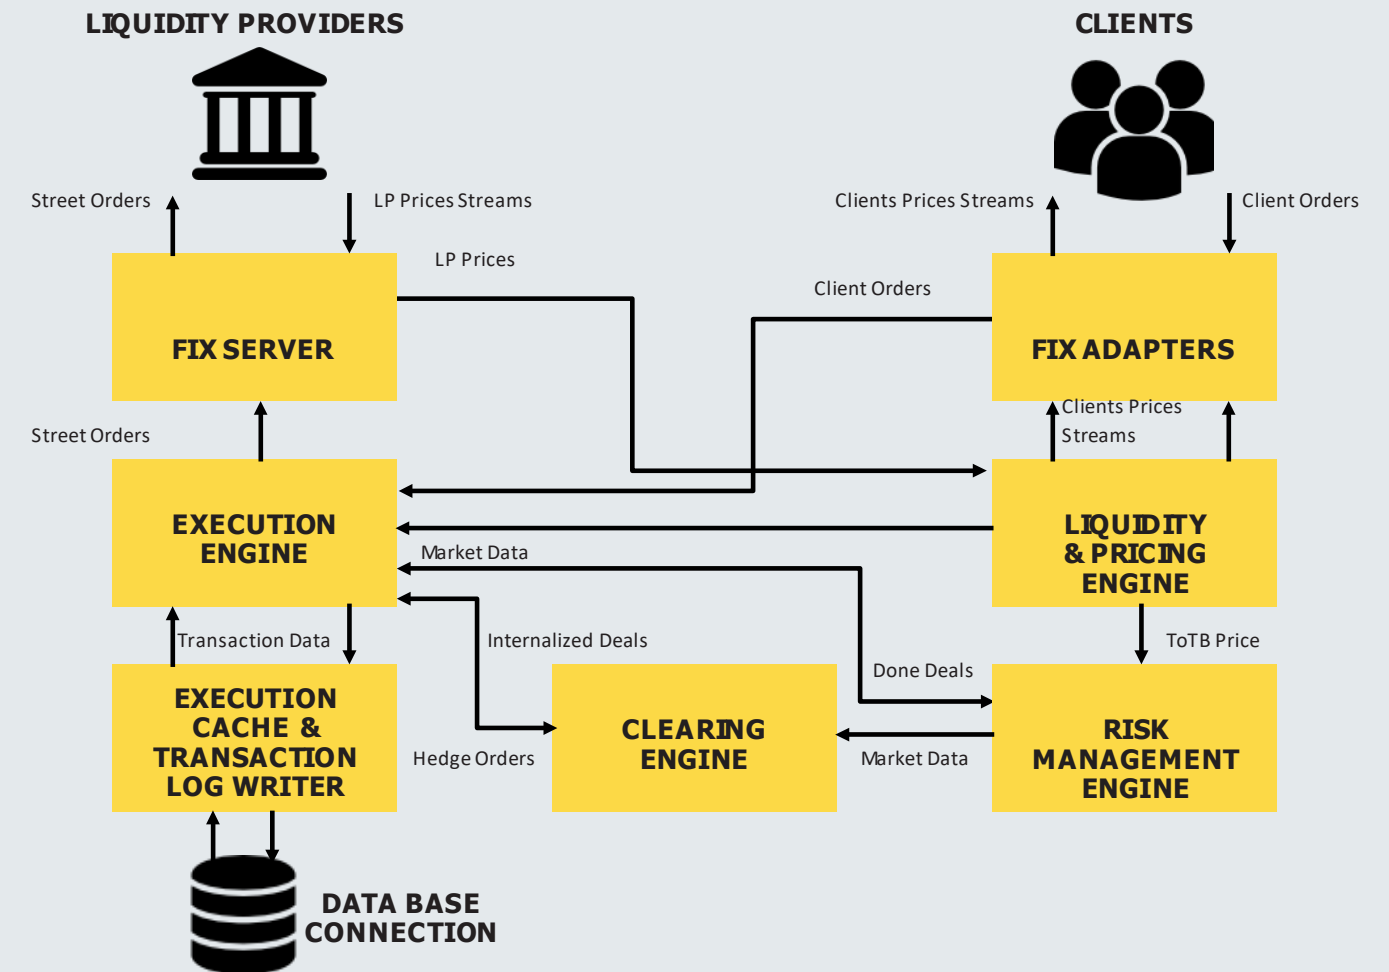 LIQUIDITY PROVIDERS
CLIENTS
Street Orders
LP Prices Streams
Clients Prices Streams
Client Orders
LP Prices
Client Orders
FIX SERVER
FIX ADAPTERS
Street Orders
Clients Prices
Streams
EXECUTION
ENGINE
LIQUIDITY
& PRICING
ENGINE
Market Data
Transaction Data
Internalized Deals
ToTB Price
Done Deals
EXECUTION
CACHE &
TRANSACTION
LOG WRITER
Hedge Orders
CLEARING
ENGINE
Market Data
RISK
MANAGEMENT
ENGINE
DATA BASE
CONNECTION